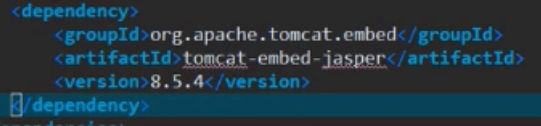 <dependency>
<groupId>org.apache.tomcat.embed</groupId>
<artifactId>tomcat-embed-jasper</artifactId>
<version>8.5.4</version>
</dependency>